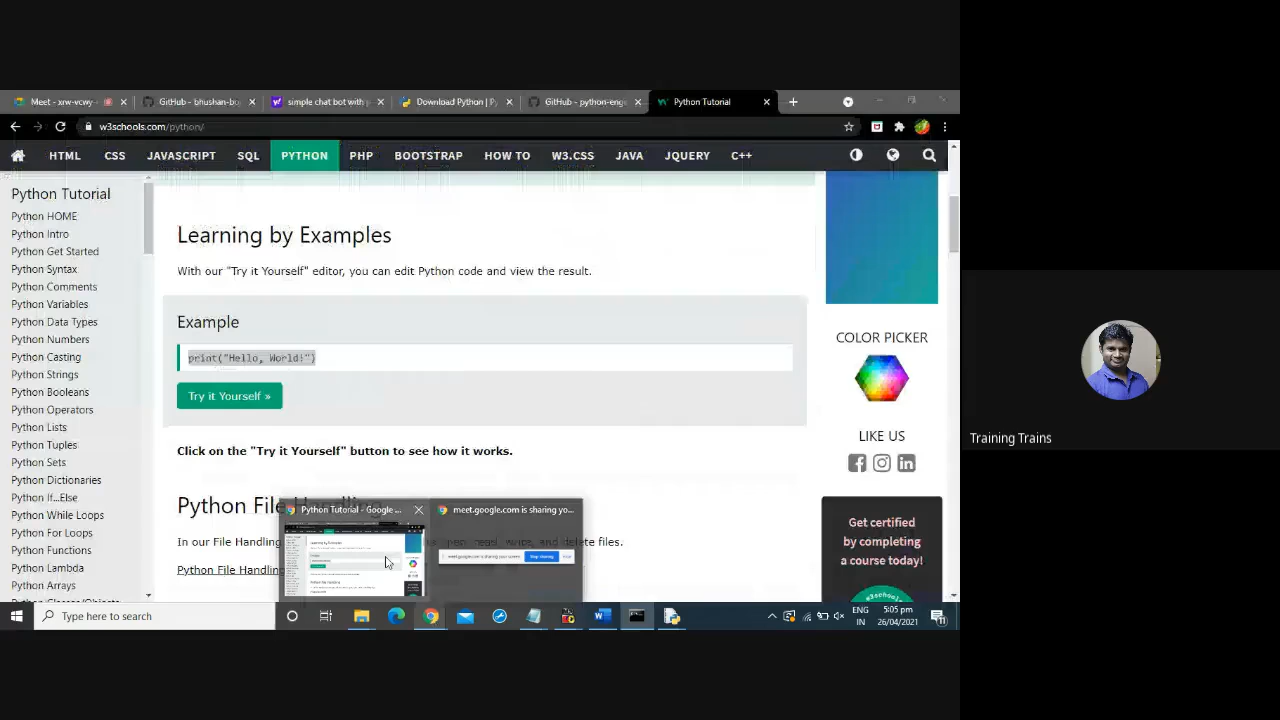 Meet - xrw-vcwy
GitHub - bhushan-bo
simple chat bot with p
Download Python | Py
GitHub - python-eng
Python Tutorial
w3schools.com/python/
HTML
CSS
JAVASCRIPT
SQL
PYTHON
PHP
BOOTSTRAP
HOW TO
W3.CSS
JAVA
JQUERY
C++
Python Tutorial
Python HOME
Python Intro
Python Get Started
Python Syntax
Python Comments
Python Variables
Python Data Types
Python Numbers
Python Casting
Python Strings
Python Booleans
Python Operators
Python Lists
Python Tuples
Python Sets
Python Dictionaries
Python If...Else
Python While Loops
Python For Loops
Python Functions
Python Lambda
Python Arrays
Learning by Examples
With our "Try it Yourself" editor, you can edit Python code and view the result.
Example
print("Hello, World!")
Try it Yourself »
Click on the "Try it Yourself" button to see how it works.
Python File Handling
In our File Handling
files.
Python File Handlin
Python Tutorial - Google ...
meet.google.com is sharing yo...
Stop sharing
COLOR PICKER
LIKE US
Get certified
by completing
a course today!
Training Trains
Type here to search
ENG
IN
5:05 pm
26/04/2021